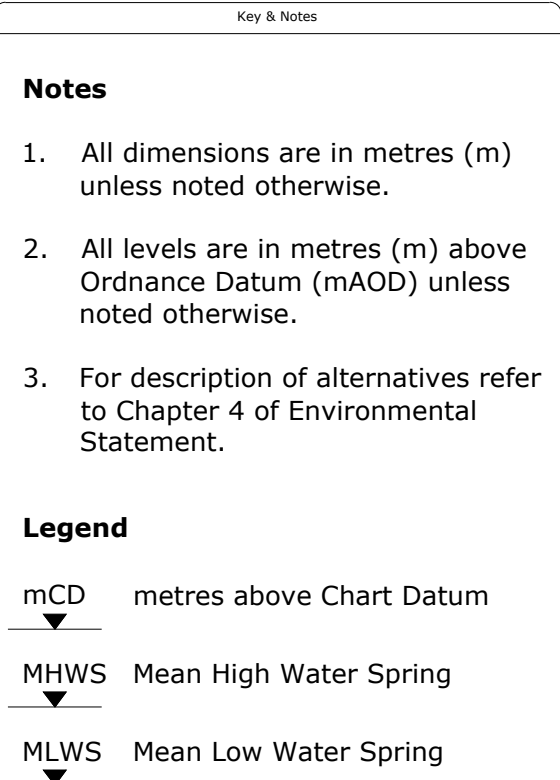 Key & Notes
Notes
1. All dimensions are in metres (m)
unless noted otherwise.
2. All levels are in metres (m) above
Ordnance Datum (mAOD) unless
noted otherwise.
3. For description of alternatives refer
to Chapter 4 of Environmental
Statement.
Legend
mCD metres above Chart Datum
MHWS Mean High Water Spring
MLWS Mean Low Water Spring